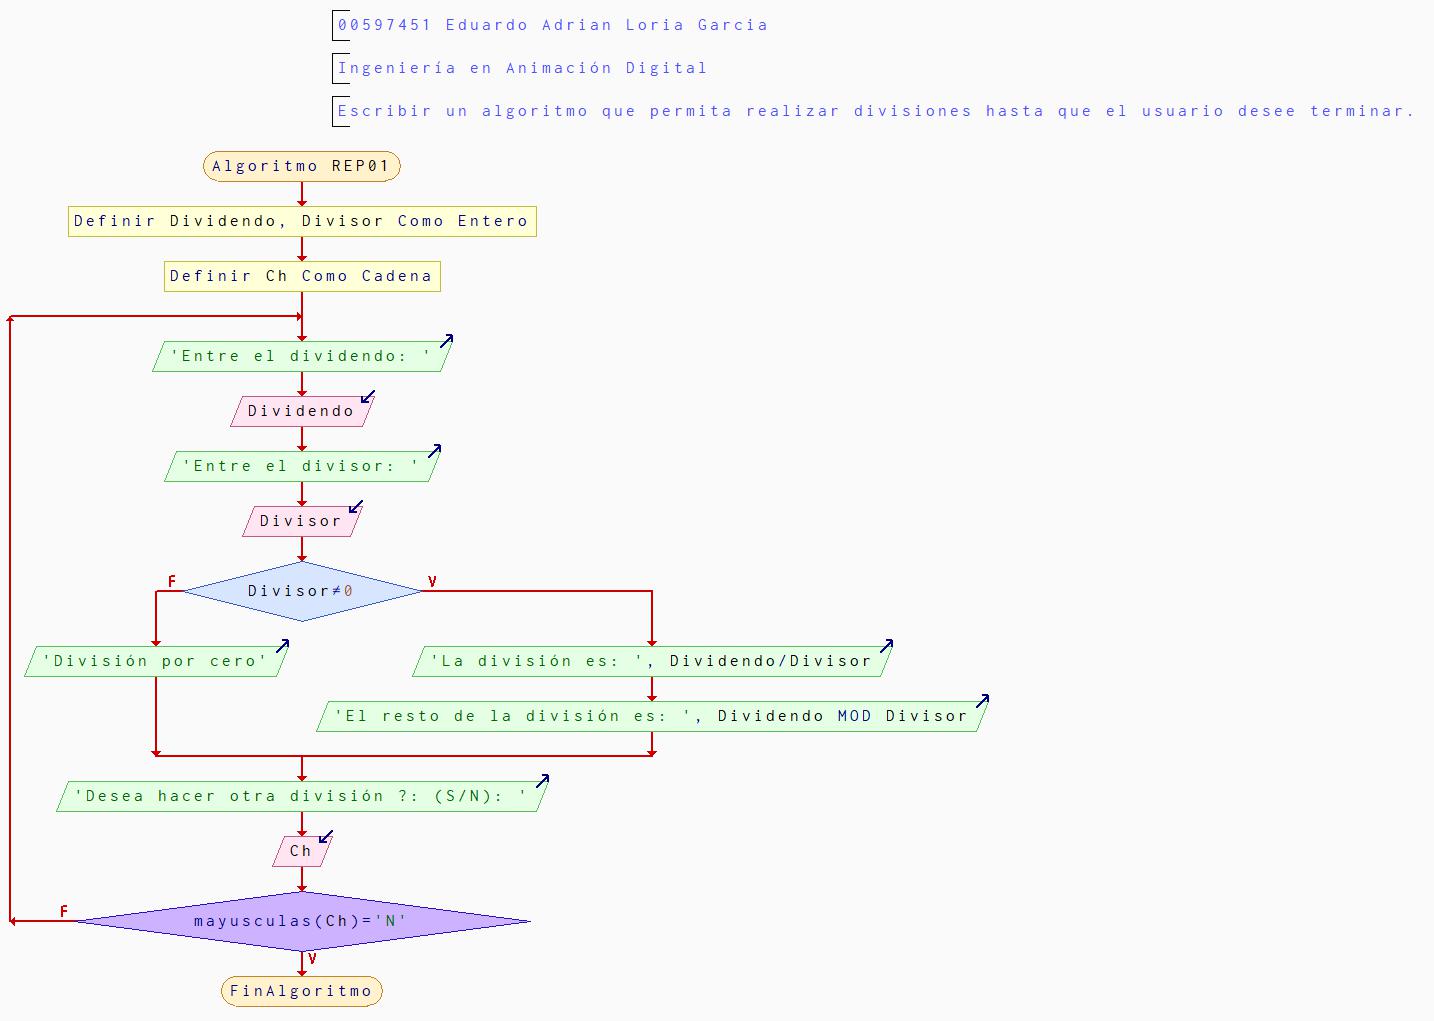 00597451 Eduardo Adrian Loria Garcia
Ingeniería en Animación Digital
Escribir un algoritmo que permita realizar divisiones hasta que el usuario desee terminar.
Algoritmo REP01
Definir Dividendo, Divisor Como Entero
Definir Ch Como Cadena
'Entre el dividendo: '
Dividendo
'Entre el divisor: '
Divisor
F
V
Divisor≠0
'División por cero'
'La división es: ', Dividendo/Divisor
'El resto de la división es: ', Dividendo MOD Divisor
'Desea hacer otra división ?: (S/N): '
Ch
F
mayusculas(Ch)='N'
V
FinAlgoritmo